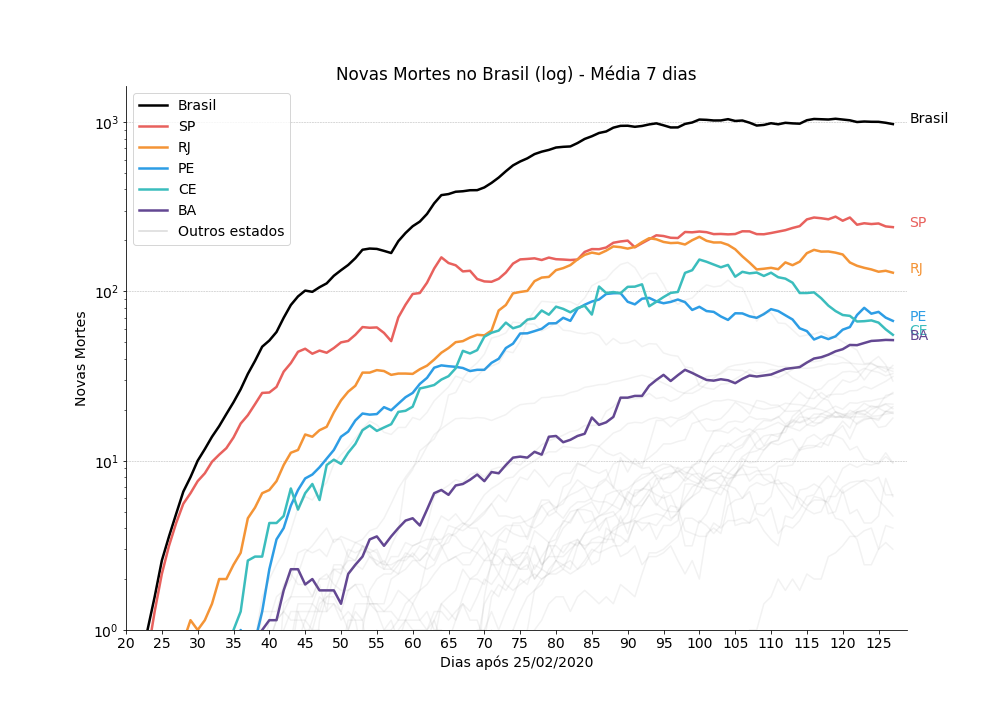 Novas Mortes no Brasil (log) - Média 7 dias
Brasil
SP
RJ
PE
CE
BA
Outros estados
Novas Mortes
10³
10²
10¹
10⁰
20 25 30 35 40 45 50 55 60 65 70 75 80 85 90 95 100 105 110 115 120 125
Dias após 25/02/2020
Brasil
SP
RJ
PE
CE
BA